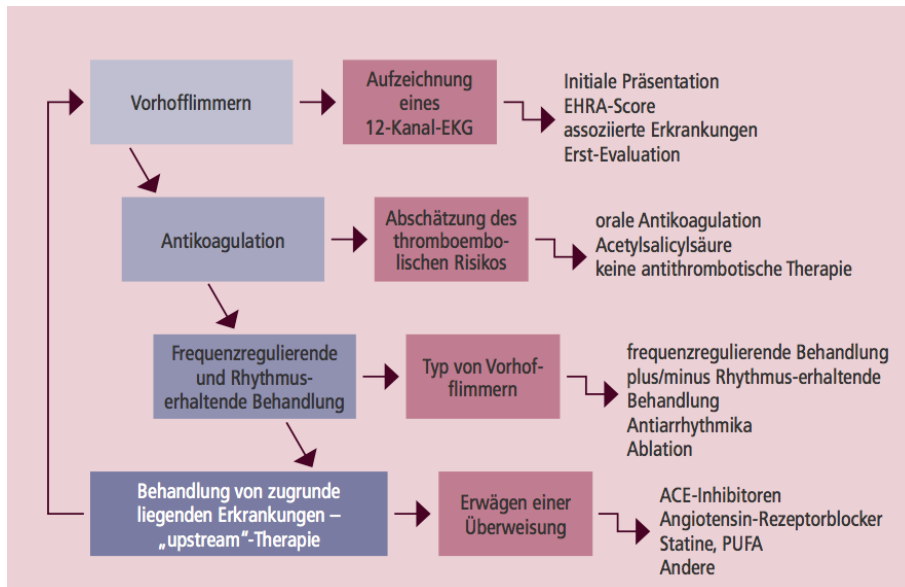 Vorhofflimmern
Aufzeichnung
eines
12-Kanal-EKG
Initiale Präsentation
EHRA-Score
assoziierte Erkrankungen
Erst-Evaluation
Antikoagulation
Abschätzung des
thromboembo-
lischen Risikos
orale Antikoagulation
Acetylsalicylsäure
keine antithrombotische Therapie
Frequenzregulierende
und Rhythmus-
erhaltende Behandlung
Typ von Vorhof-
flimmern
frequenzregulierende Behandlung
plus/minus Rhythmus-erhaltende
Behandlung
Antiarrhythmika
Ablation
Behandlung von zugrunde
liegenden Erkrankungen –
„upstream“-Therapie
Erwägen einer
Überweisung
ACE-Inhibitoren
Angiotensin-Rezeptorblocker
Statine, PUFA
Andere